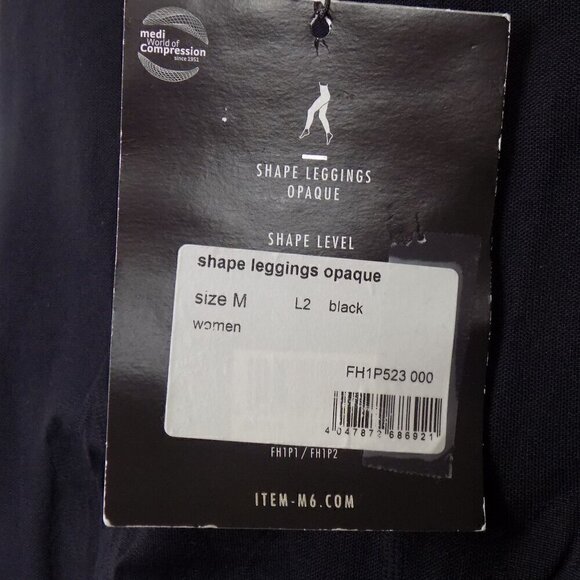 medi
World of
Compression
since 1951
SHAPE LEGGINGS
OPAQUE
SHAPE LEVEL
shape leggings opaque
size M L2 black
women
FH1P523 000
4 047873 686921
FH1P1 / FH1P2
ITEM-M6.COM